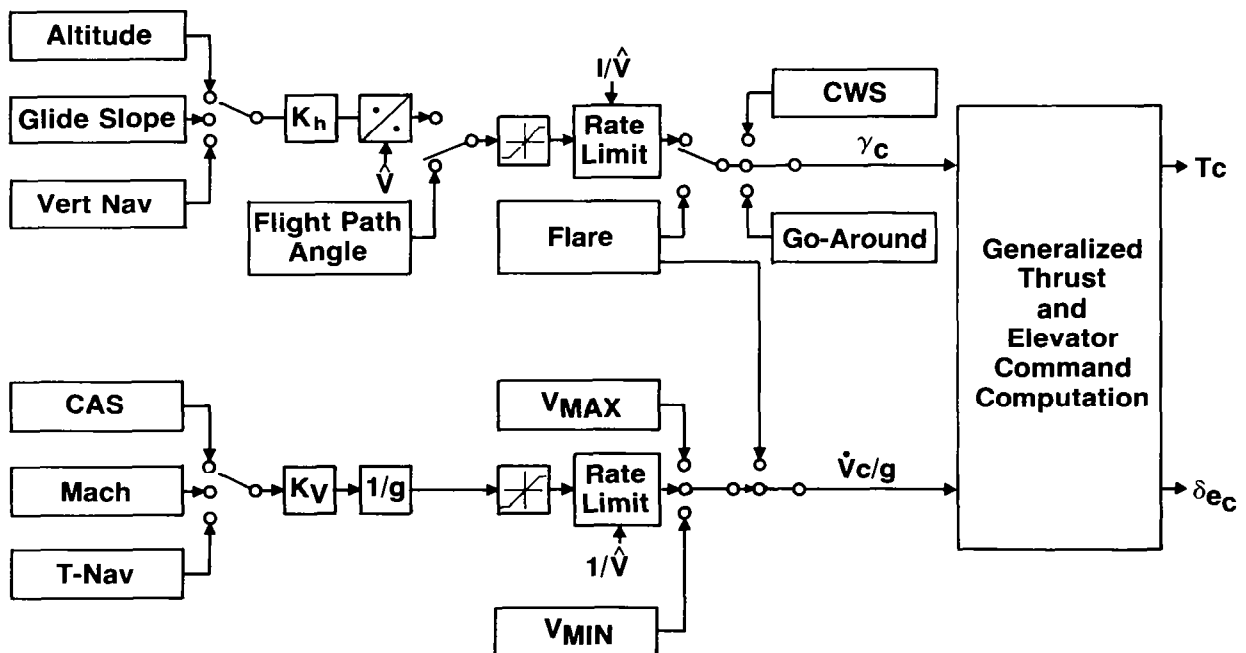 Altitude
Glide Slope
Vert Nav
Kh
V̂
Flight Path
Angle
I/V̂
Rate
Limit
Flare
CWS
γc
Go-Around
Generalized
Thrust
and
Elevator
Command
Computation
Tc
δec
CAS
Mach
T-Nav
KV
1/g
VMAX
Rate
Limit
1/V̂
VMIN
V̇c/g